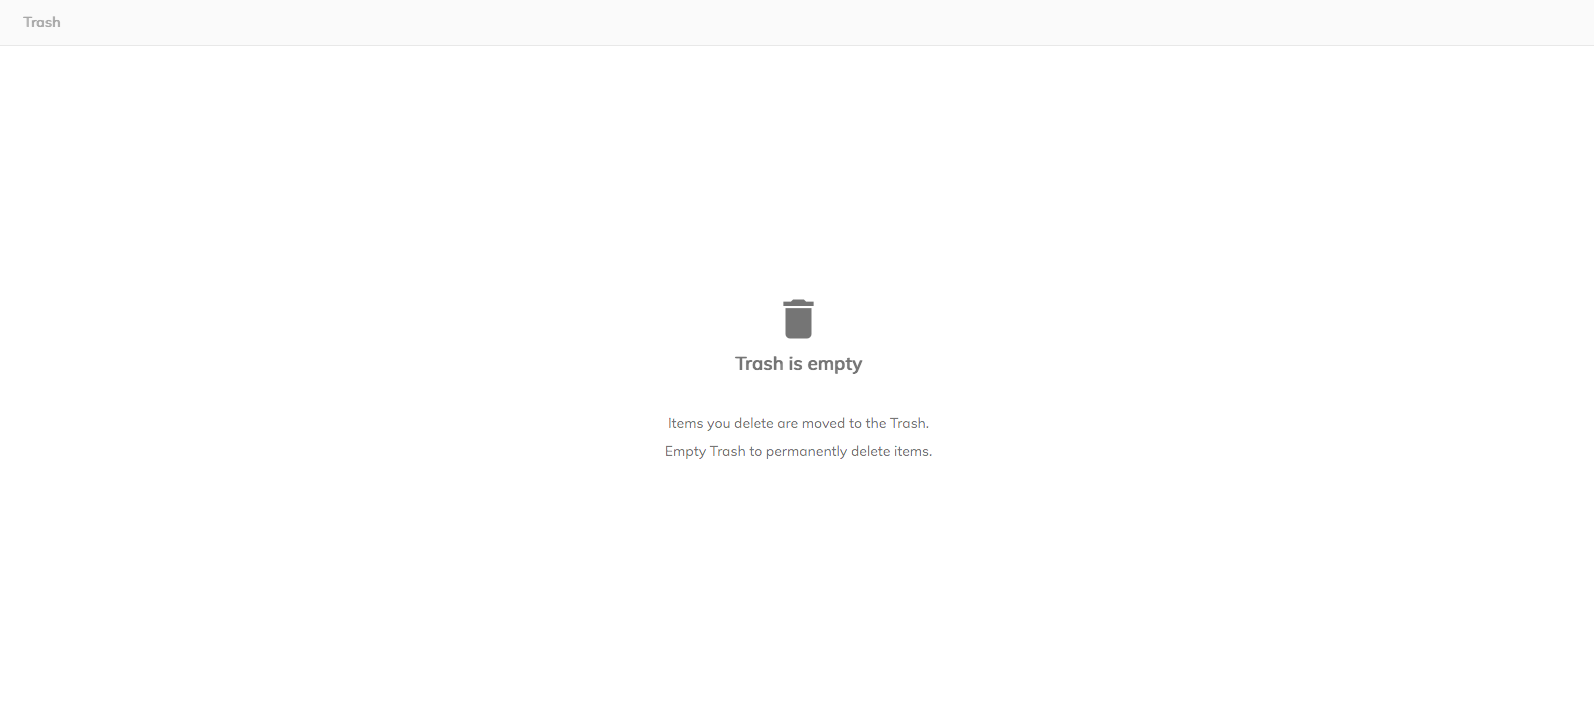 Trash
Trash is empty
Items you delete are moved to the Trash.
Empty Trash to permanently delete items.